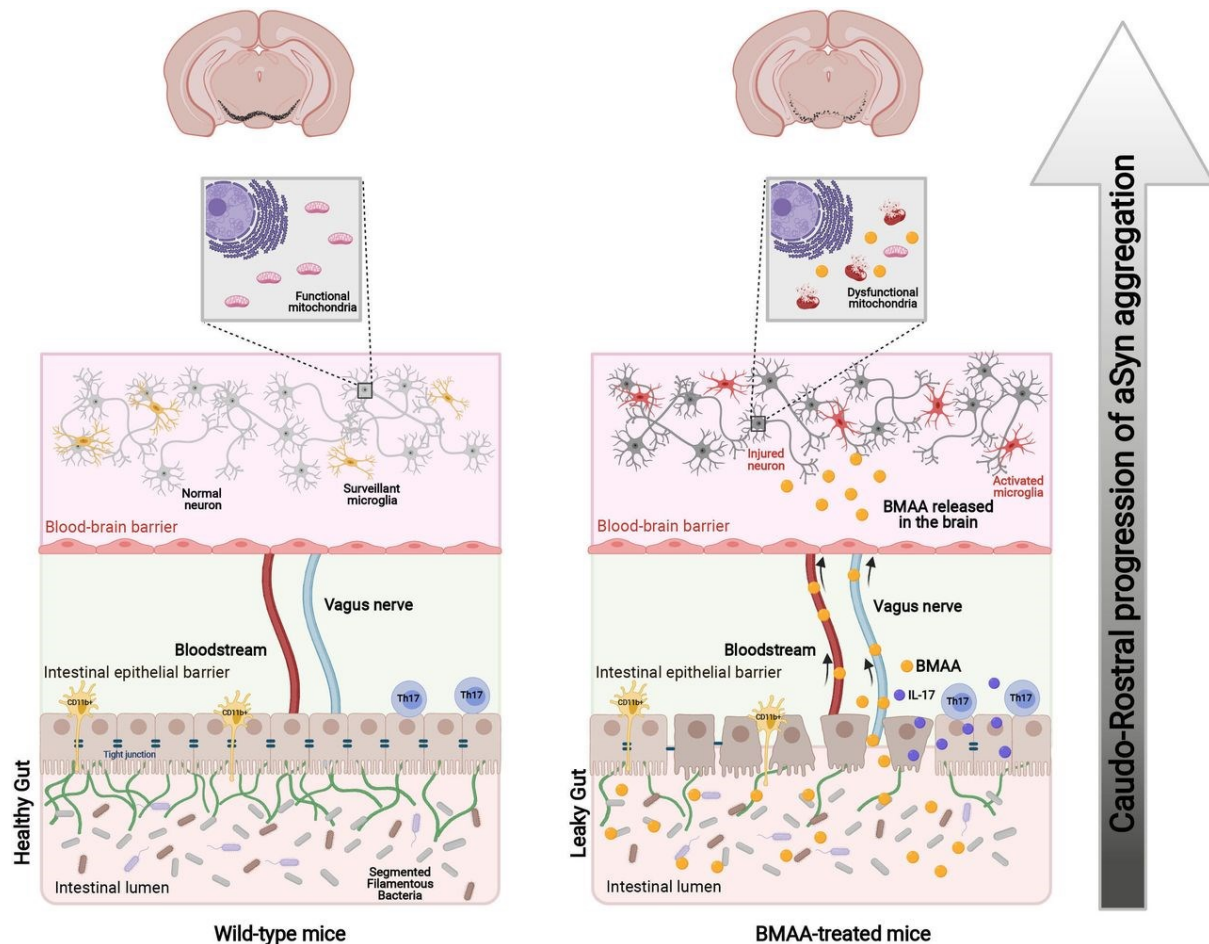 Functional
mitochondria
Normal
neuron
Surveillant
microglia
Blood-brain barrier
Vagus nerve
Bloodstream
Intestinal epithelial barrier
CD11b+
CD11b+
Th17
Th17
Tight junction
Healthy Gut
Segmented
Filamentous
Bacteria
Intestinal lumen
Wild-type mice
Dysfunctional
mitochondria
Injured
neuron
Activated
microglia
BMAA released
in the brain
Blood-brain barrier
Vagus nerve
Bloodstream
Intestinal epithelial barrier
BMAA
IL-17
CD11b+
CD11b+
Th17
Th17
Leaky Gut
Intestinal lumen
BMAA-treated mice
Caudo-Rostral progression of aSyn aggregation